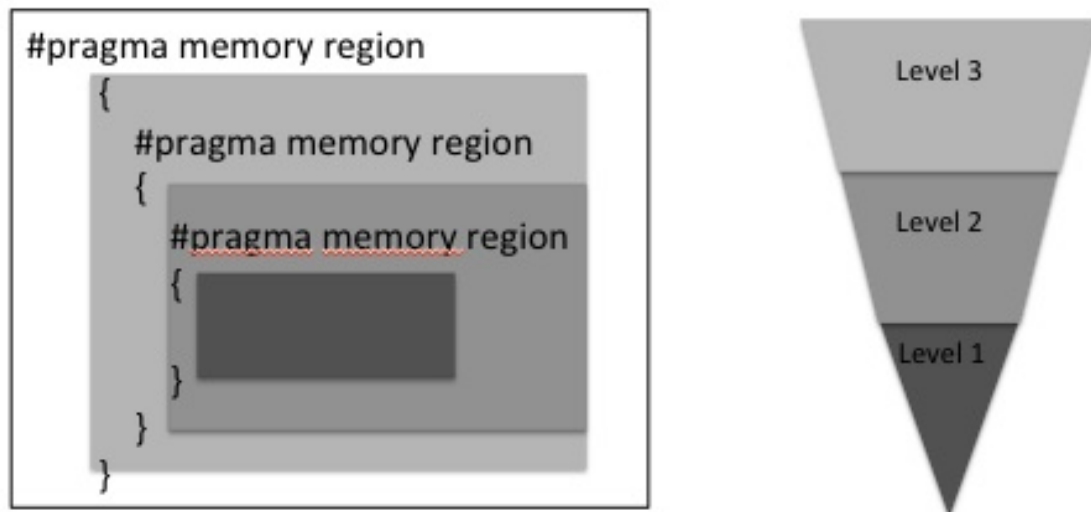 #pragma memory region
{
#pragma memory region
{
#pragma memory region
{
}
}
}
Level 3
Level 2
Level 1